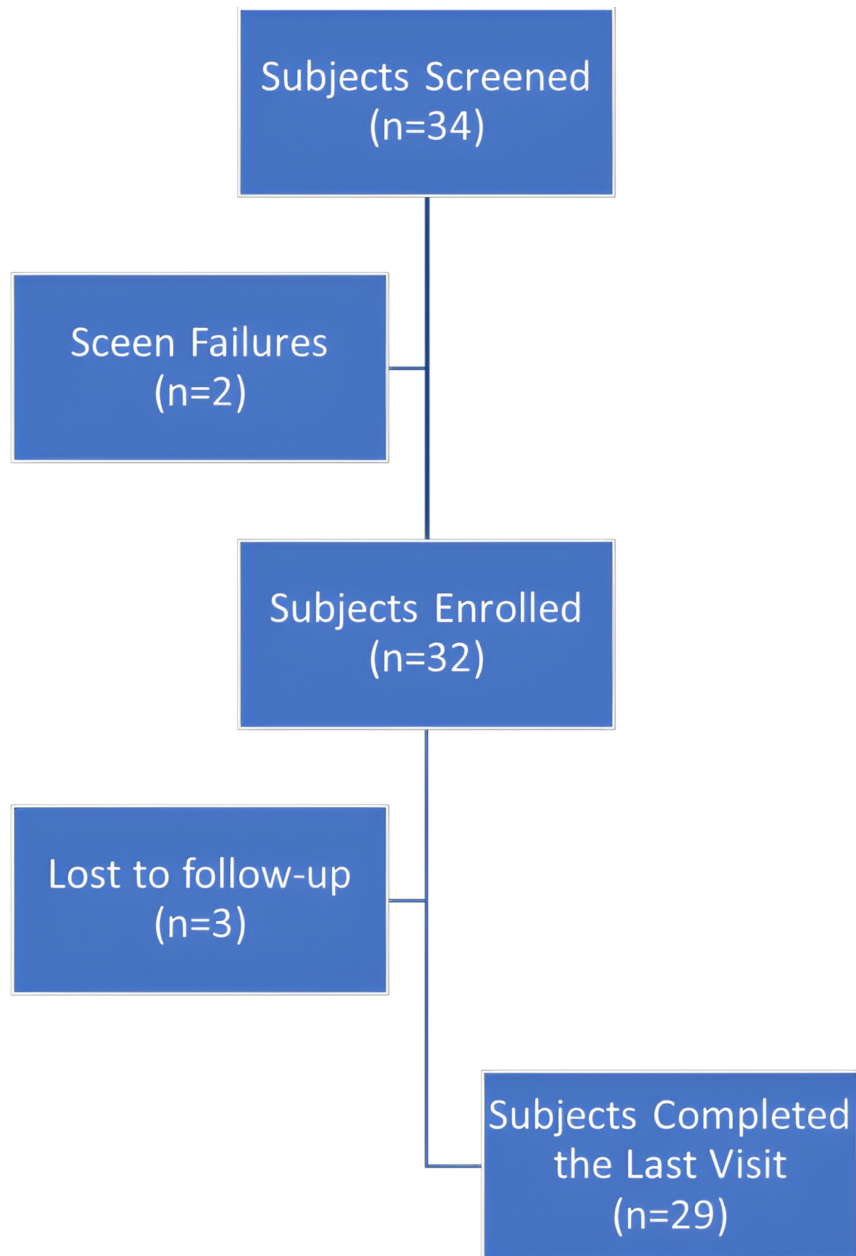 Subjects Screened
(n=34)
Sceen Failures
(n=2)
Subjects Enrolled
(n=32)
Lost to follow-up
(n=3)
Subjects Completed
the Last Visit
(n=29)